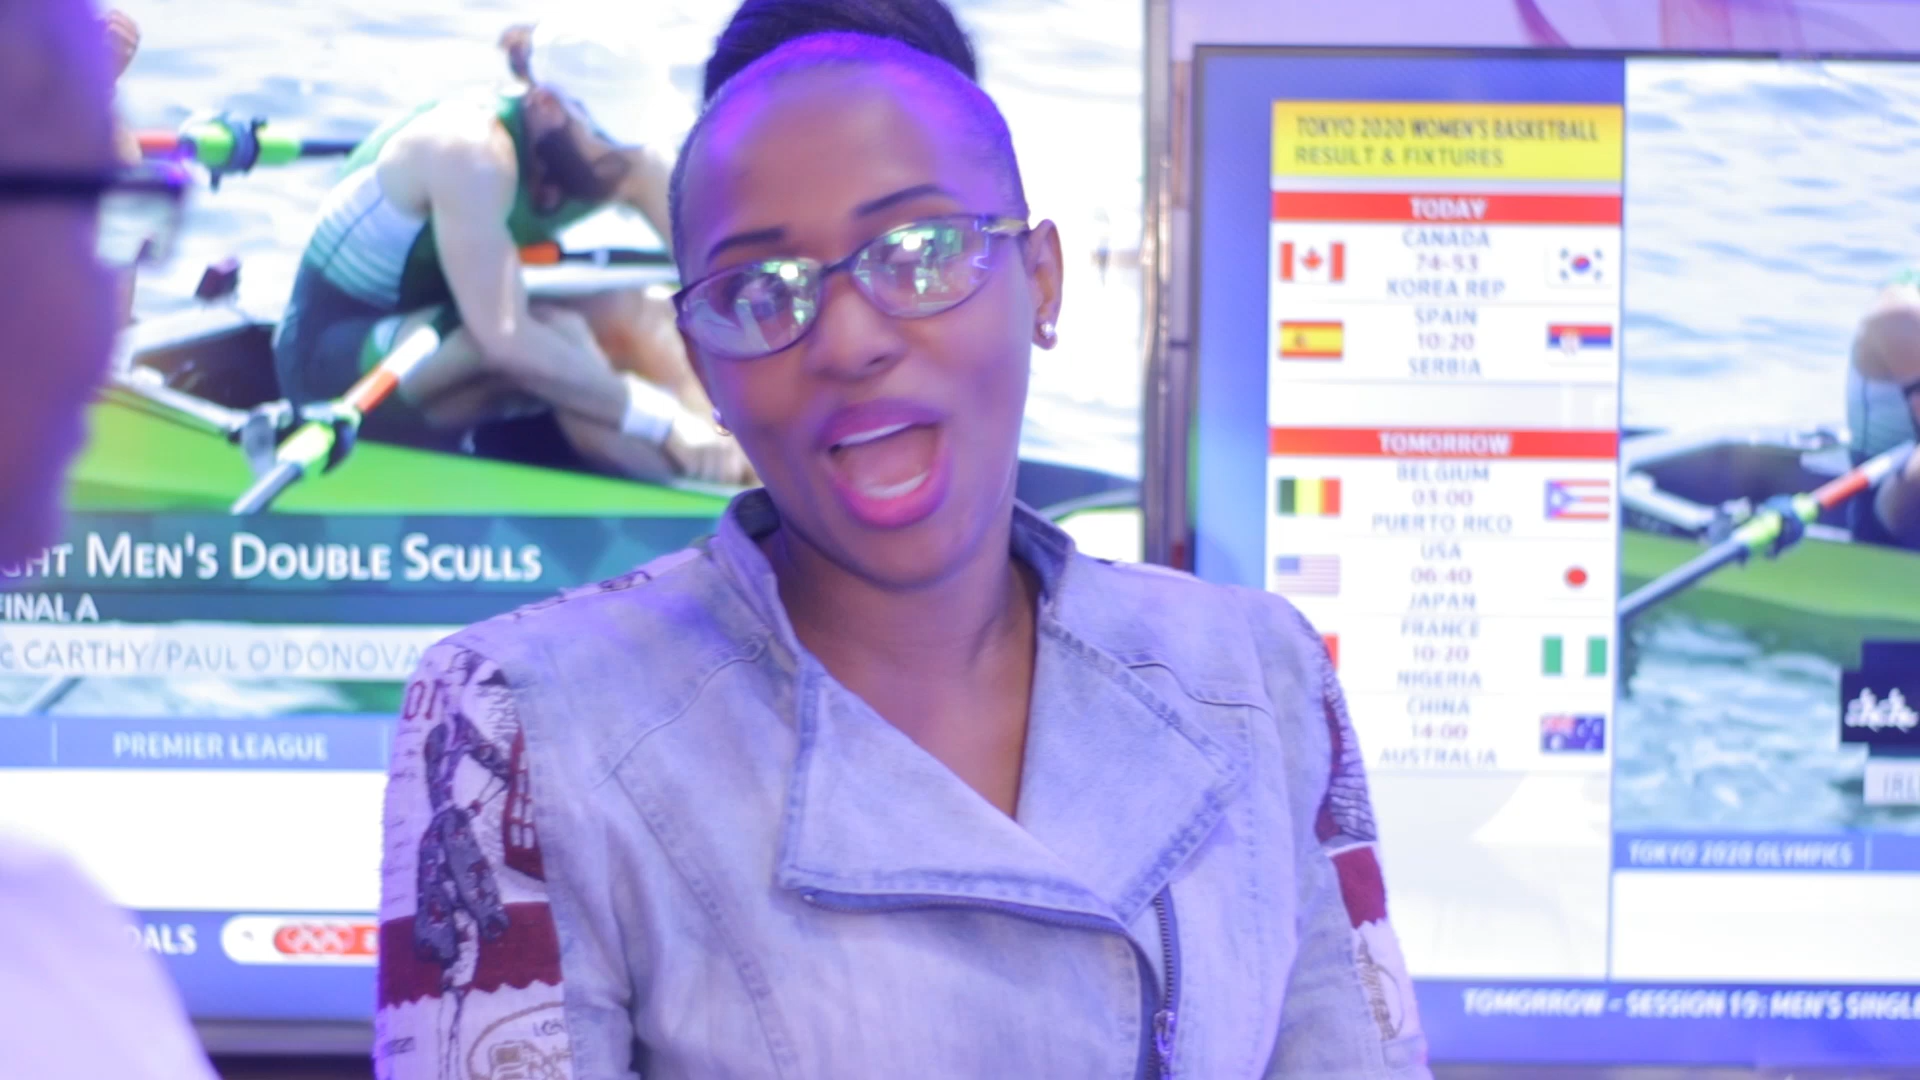 GHT MEN'S DOUBLE SCULLS
FINAL A
c CARTHY/PAUL O'DONOVA
PREMIER LEAGUE
DALS
TOKYO 2020 WOMEN'S BASKETBALL
RESULT & FIXTURES
TODAY
CANADA
74-53
KOREA REP
SPAIN
10:20
SERBIA
TOMORROW
BELGIUM
03:00
PUERTO RICO
USA
06:40
JAPAN
FRANCE
10:20
NIGERIA
CHINA
14:00
AUSTRALIA
IRL
TOKYO 2020 OLYMPICS
TOMORROW - SESSION 19: MEN'S SINGLE